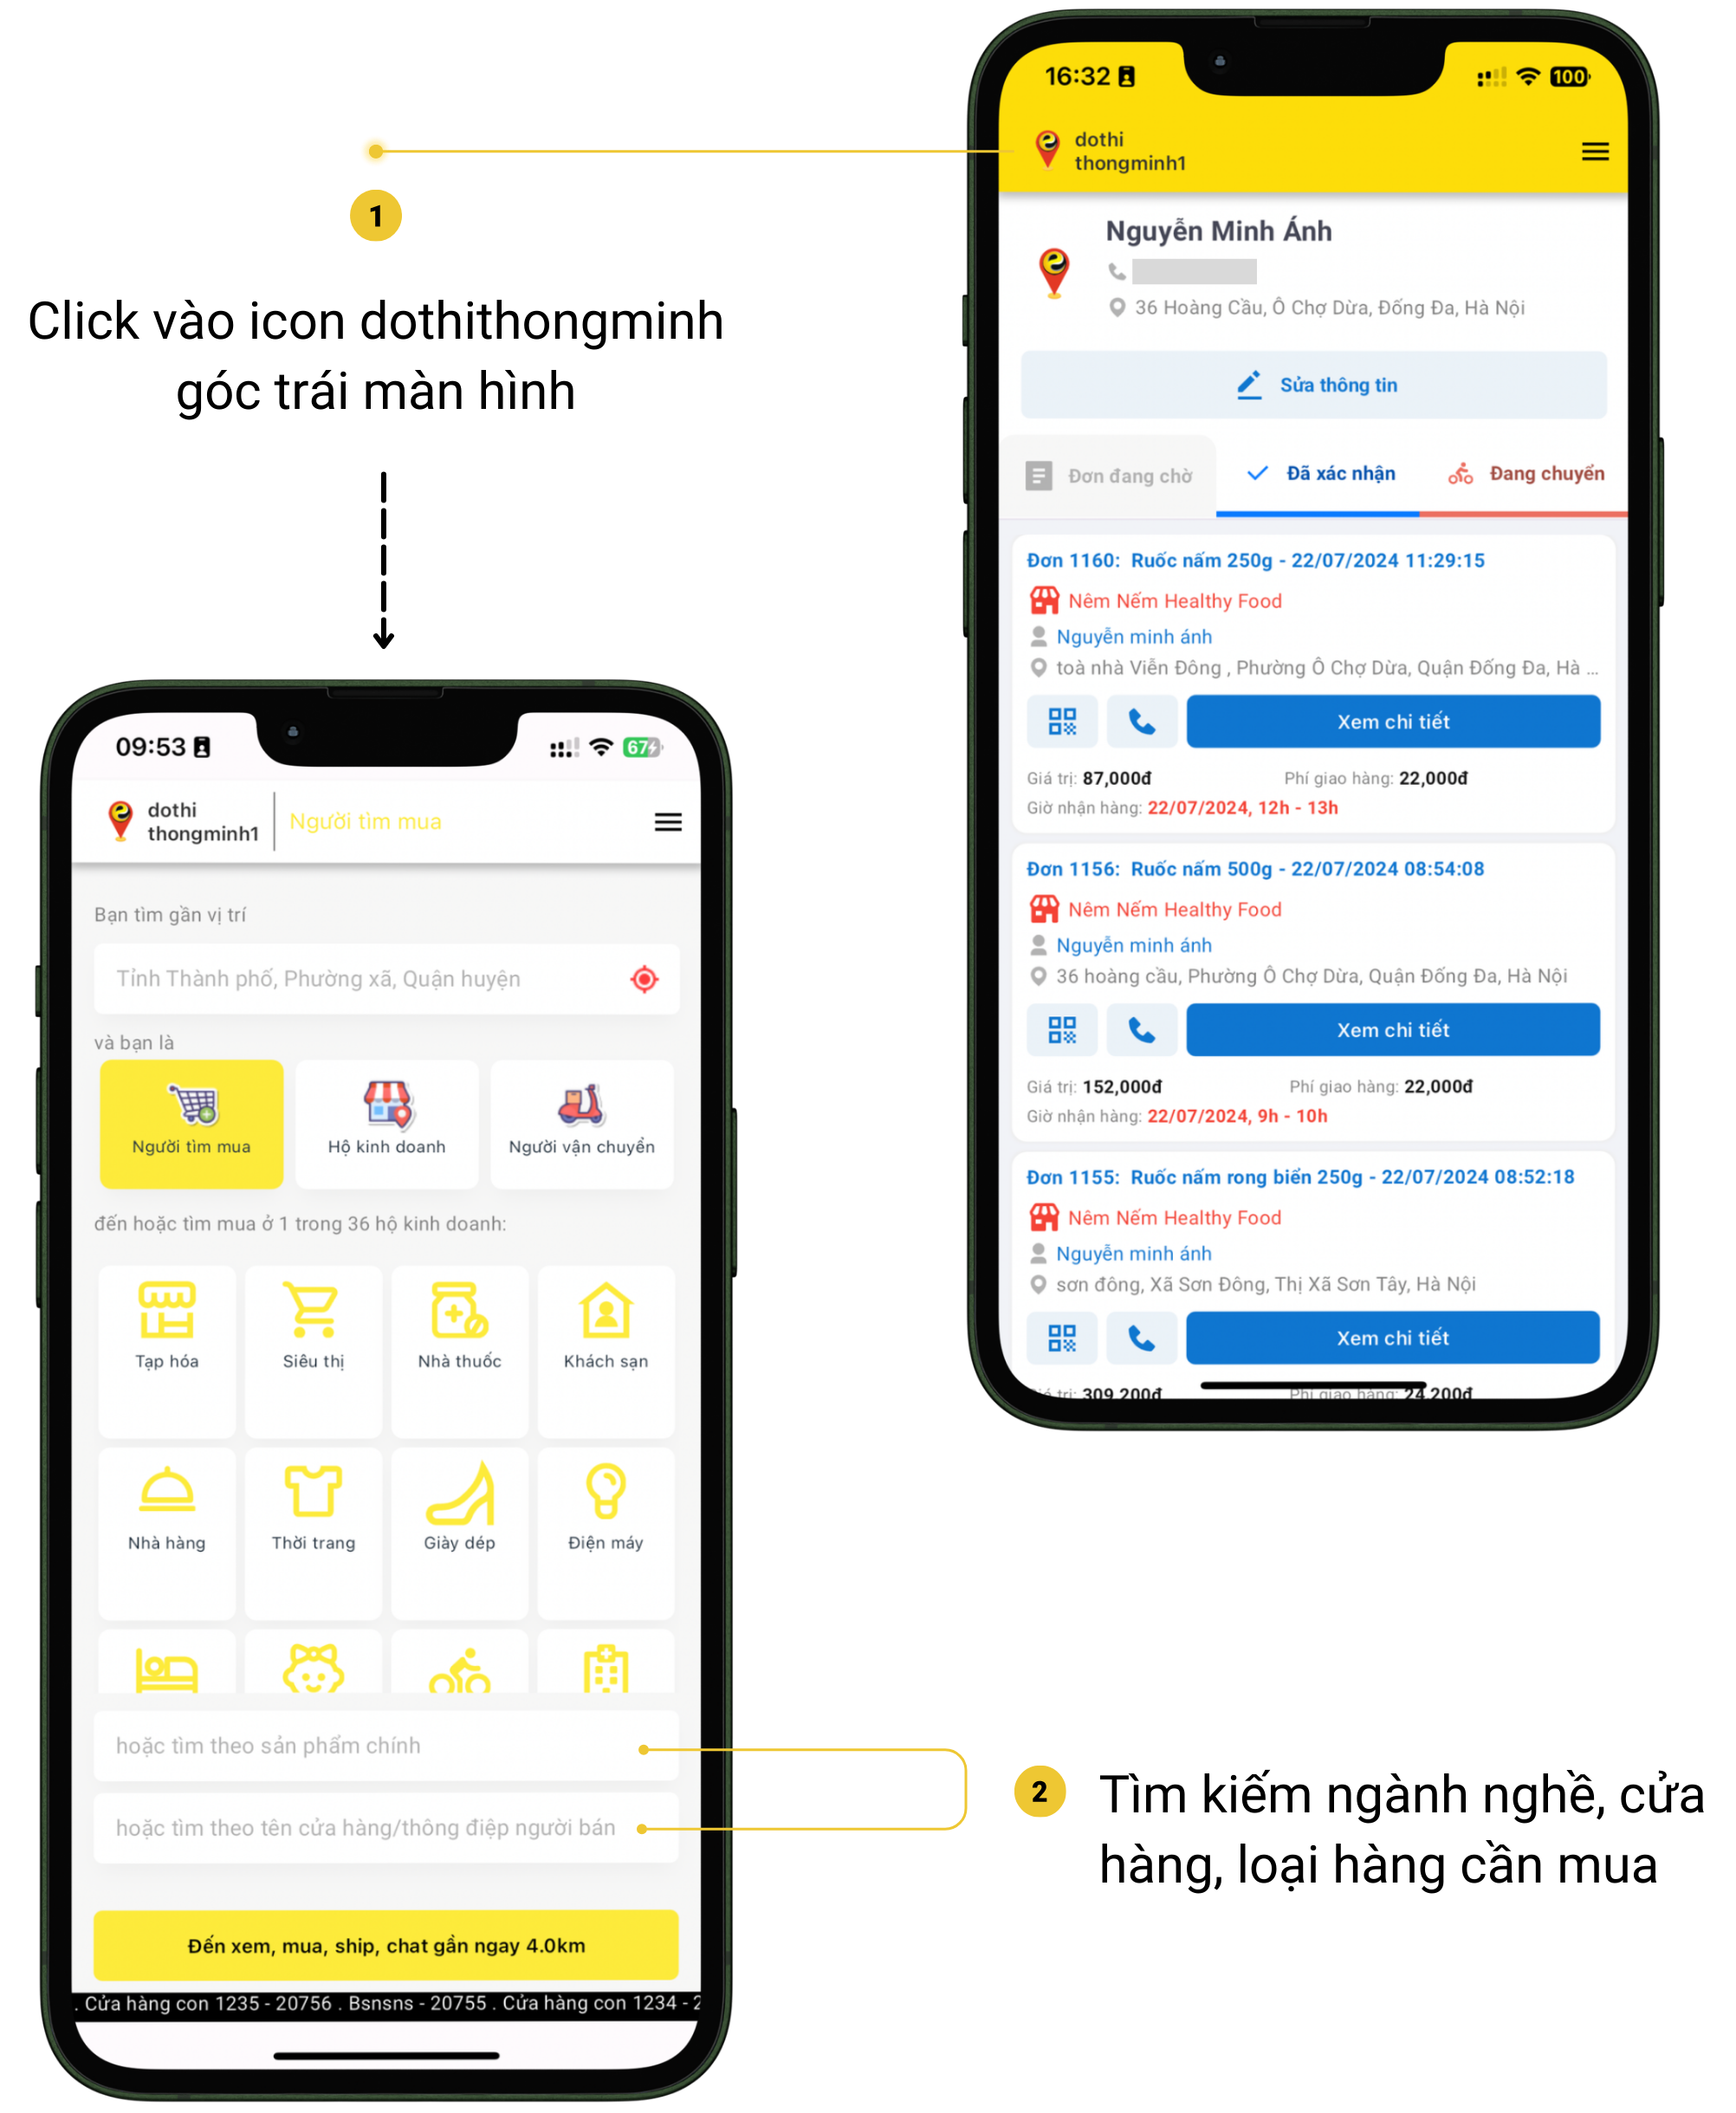 16:32
100
dothi
thongminh1
1
Click vào icon dothithongminh
góc trái màn hình
Nguyễn Minh Ánh
36 Hoàng Cầu, Ô Chợ Dừa, Đống Đa, Hà Nội
Sửa thông tin
Đơn đang chờ
Đã xác nhận
Đang chuyển
Đơn 1160: Ruốc nấm 250g - 22/07/2024 11:29:15
Nêm Nếm Healthy Food
Nguyễn minh ánh
toà nhà Viễn Đông , Phường Ô Chợ Dừa, Quận Đống Đa, Hà ...
Xem chi tiết
Giá trị: 87,000đ Phí giao hàng: 22,000đ
Giờ nhận hàng: 22/07/2024, 12h - 13h
Đơn 1156: Ruốc nấm 500g - 22/07/2024 08:54:08
Nêm Nếm Healthy Food
Nguyễn minh ánh
36 hoàng cầu, Phường Ô Chợ Dừa, Quận Đống Đa, Hà Nội
Xem chi tiết
Giá trị: 152,000đ Phí giao hàng: 22,000đ
Giờ nhận hàng: 22/07/2024, 9h - 10h
Đơn 1155: Ruốc nấm rong biển 250g - 22/07/2024 08:52:18
Nêm Nếm Healthy Food
Nguyễn minh ánh
sơn đông, Xã Sơn Đông, Thị Xã Sơn Tây, Hà Nội
Xem chi tiết
Giá trị: 309,200đ Phí giao hàng: 24,200đ
09:53
67
dothi
thongminh1
Người tìm mua
Bạn tìm gần vị trí
Tỉnh Thành phố, Phường xã, Quận huyện
và bạn là
Người tìm mua
Hộ kinh doanh
Người vận chuyển
đến hoặc tìm mua ở 1 trong 36 hộ kinh doanh:
Tạp hóa
Siêu thị
Nhà thuốc
Khách sạn
Nhà hàng
Thời trang
Giày dép
Điện máy
hoặc tìm theo sản phẩm chính
hoặc tìm theo tên cửa hàng/thông điệp người bán
Đến xem, mua, ship, chat gần ngay 4.0km
. Cửa hàng con 1235 - 20756 . Bsnsns - 20755 . Cửa hàng con 1234 - 2
2
Tìm kiếm ngành nghề, cửa
hàng, loại hàng cần mua